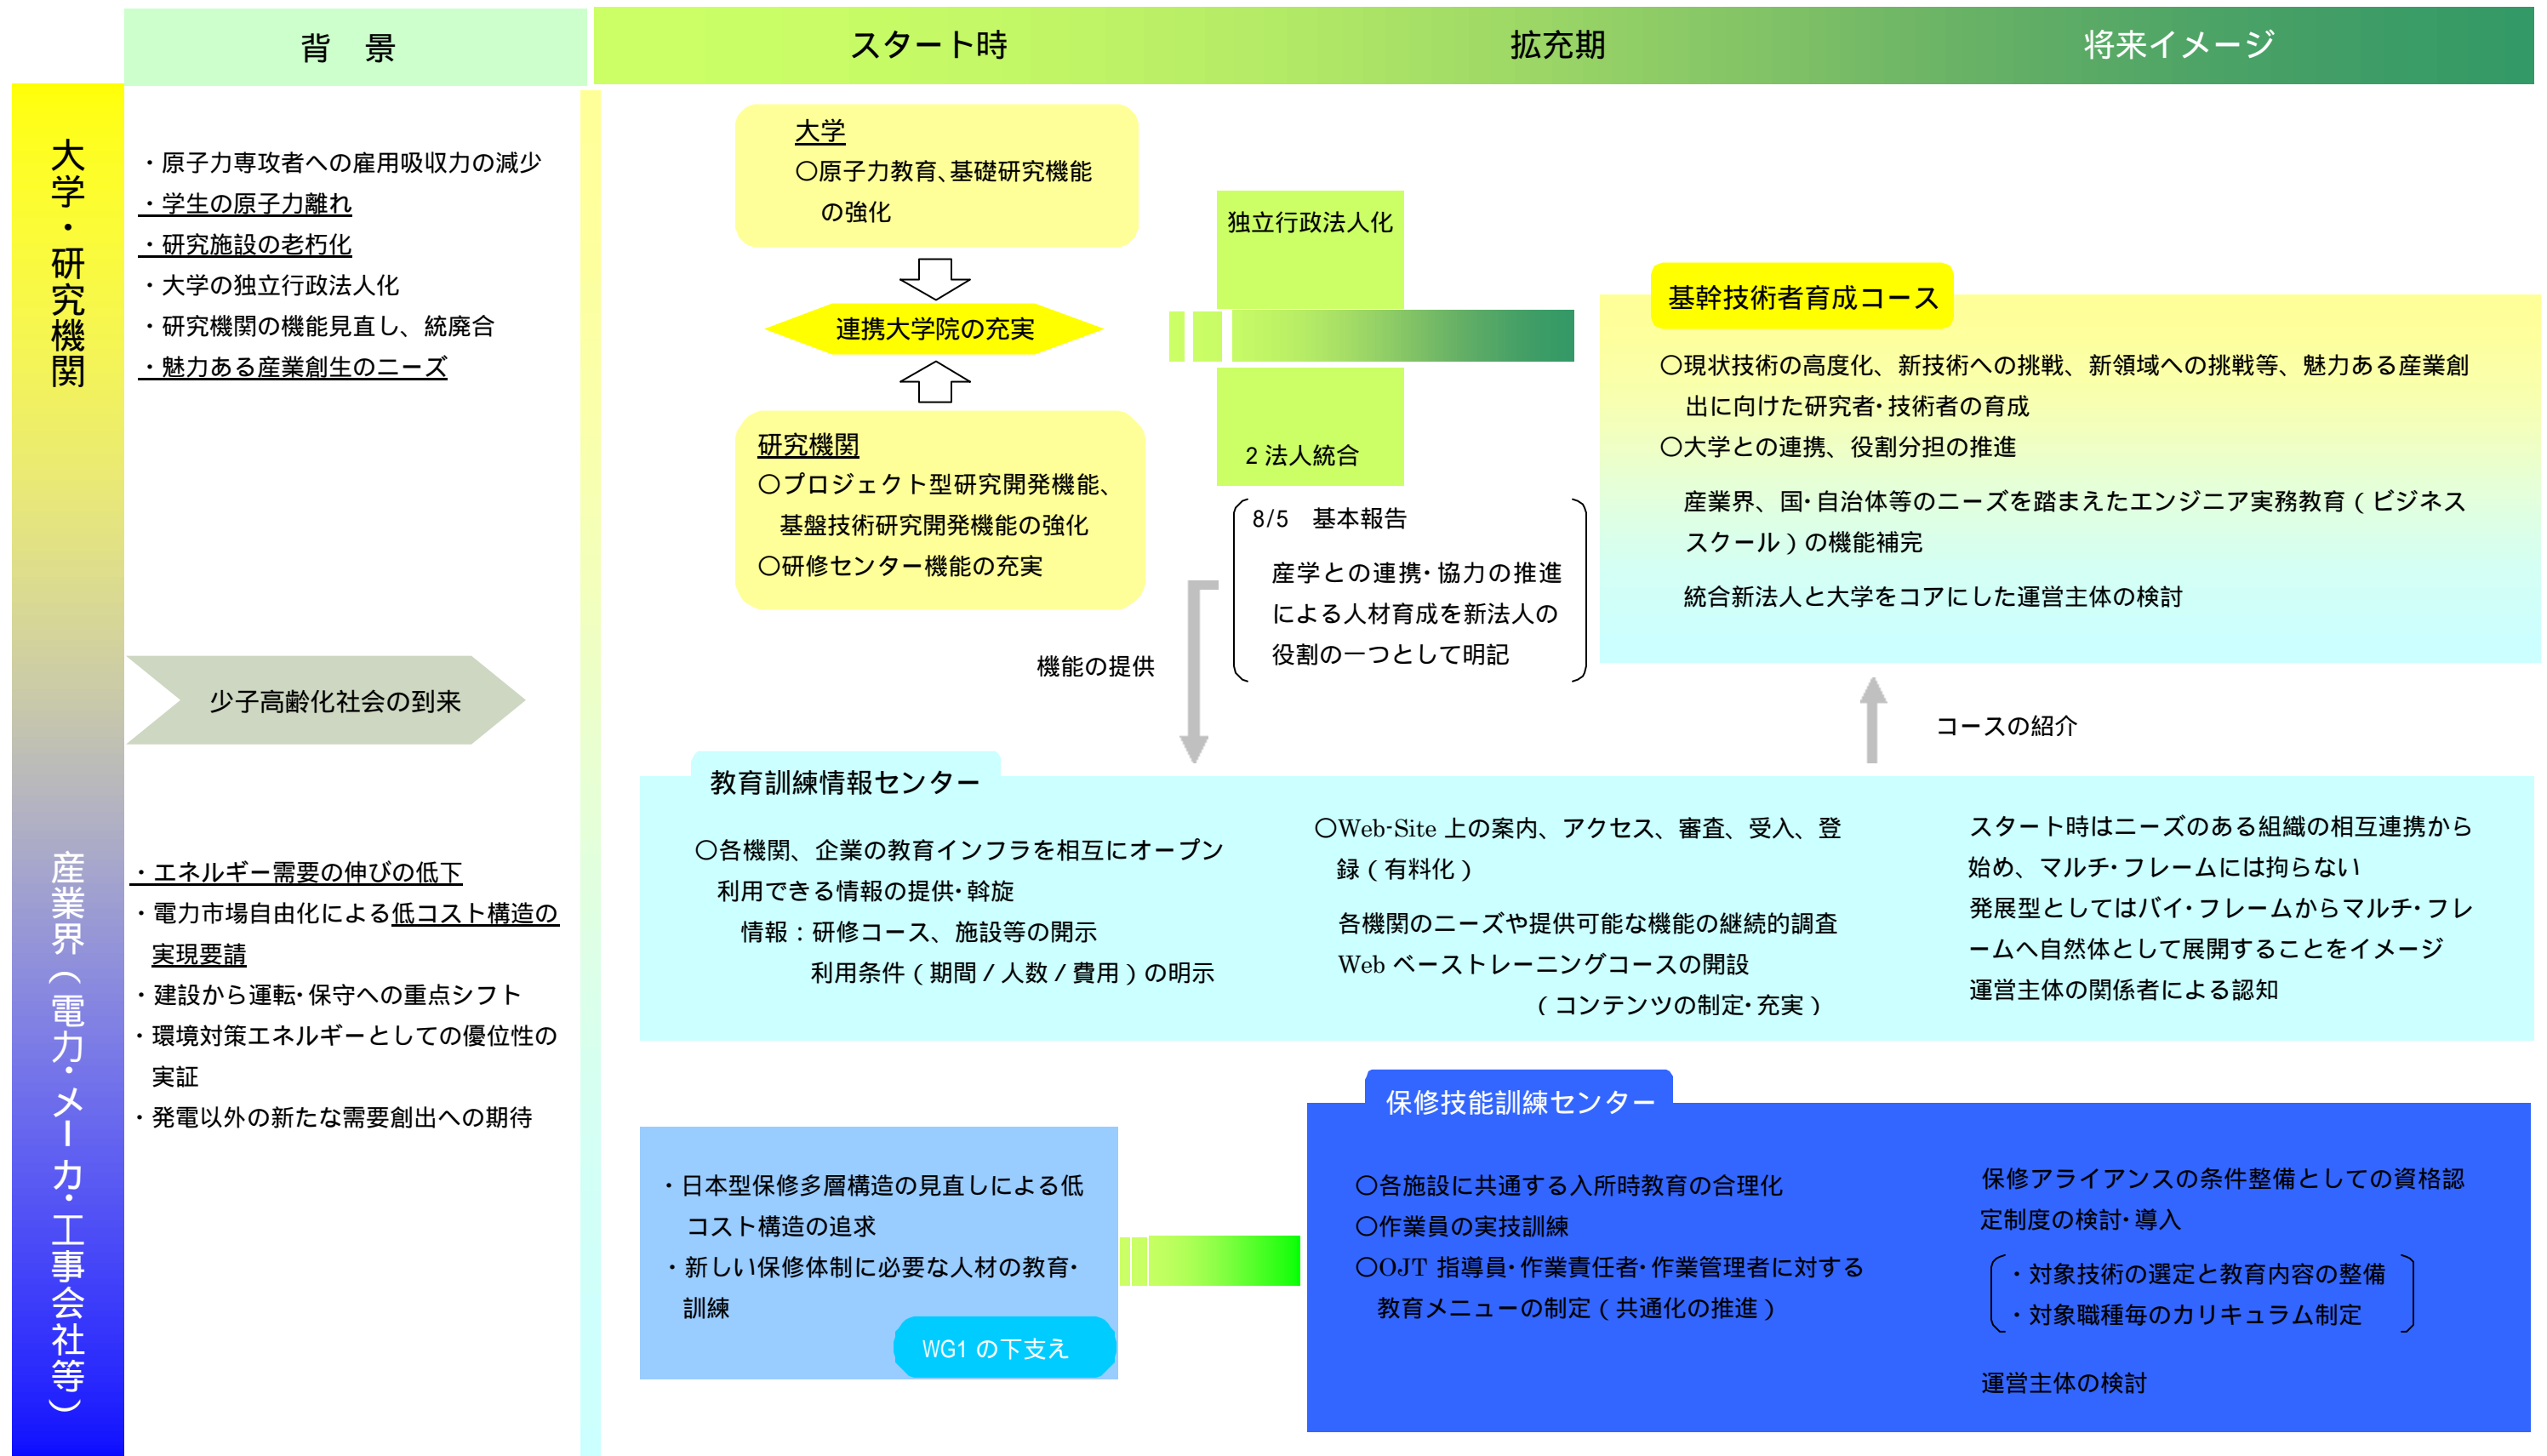 背　景
スタート時
拡充期
将来イメージ
大学・研究機関
・原子力専攻者への雇用吸収力の減少
・学生の原子力離れ
・研究施設の老朽化
・大学の独立行政法人化
・研究機関の機能見直し、統廃合
・魅力ある産業創生のニーズ
少子高齢化社会の到来
産業界（電力・メーカ・工事会社等）
・エネルギー需要の伸びの低下
・電力市場自由化による低コスト構造の
実現要請
・建設から運転・保守への重点シフト
・環境対策エネルギーとしての優位性の
実証
・発電以外の新たな需要創出への期待
大学
○原子力教育、基礎研究機能
の強化
連携大学院の充実
研究機関
○プロジェクト型研究開発機能、
基盤技術研究開発機能の強化
○研修センター機能の充実
独立行政法人化
2 法人統合
8/5　基本報告
産学との連携・協力の推進
による人材育成を新法人の
役割の一つとして明記
機能の提供
基幹技術者育成コース
○現状技術の高度化、新技術への挑戦、新領域への挑戦等、魅力ある産業創
出に向けた研究者・技術者の育成
○大学との連携、役割分担の推進
産業界、国・自治体等のニーズを踏まえたエンジニア実務教育（ビジネス
スクール）の機能補完
統合新法人と大学をコアにした運営主体の検討
コースの紹介
教育訓練情報センター
○各機関、企業の教育インフラを相互にオープン
利用できる情報の提供・斡旋
情報：研修コース、施設等の開示
利用条件（期間／人数／費用）の明示
○Web-Site 上の案内、アクセス、審査、受入、登
録（有料化）
各機関のニーズや提供可能な機能の継続的調査
Web ベーストレーニングコースの開設
（コンテンツの制定・充実）
スタート時はニーズのある組織の相互連携から
始め、マルチ・フレームには拘らない
発展型としてはバイ・フレームからマルチ・フレ
ームへ自然体として展開することをイメージ
運営主体の関係者による認知
・日本型保修多層構造の見直しによる低
コスト構造の追求
・新しい保修体制に必要な人材の教育・
訓練
WG1 の下支え
保修技能訓練センター
○各施設に共通する入所時教育の合理化
○作業員の実技訓練
○OJT 指導員・作業責任者・作業管理者に対する
教育メニューの制定（共通化の推進）
保修アライアンスの条件整備としての資格認
定制度の検討・導入
・対象技術の選定と教育内容の整備
・対象職種毎のカリキュラム制定
運営主体の検討